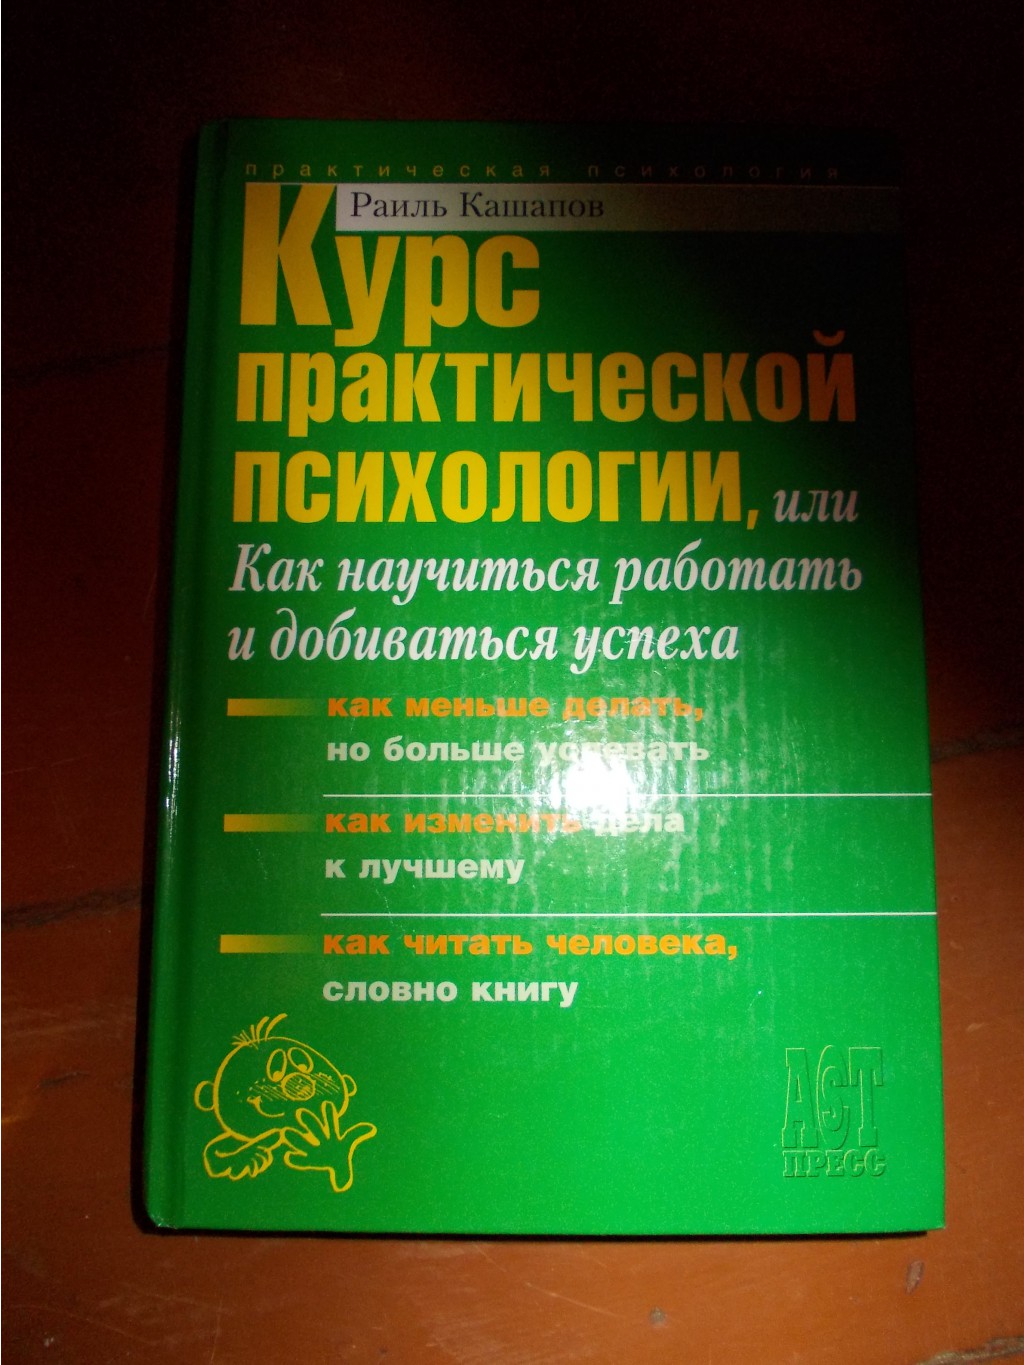 практическая психология
Раиль Кашапов
Курс
практической
психологии, или
Как научиться работать
и добиваться успеха
как меньше делать,
но больше успевать
как изменить дела
к лучшему
как читать человека,
словно книгу
АСТ
ПРЕСС